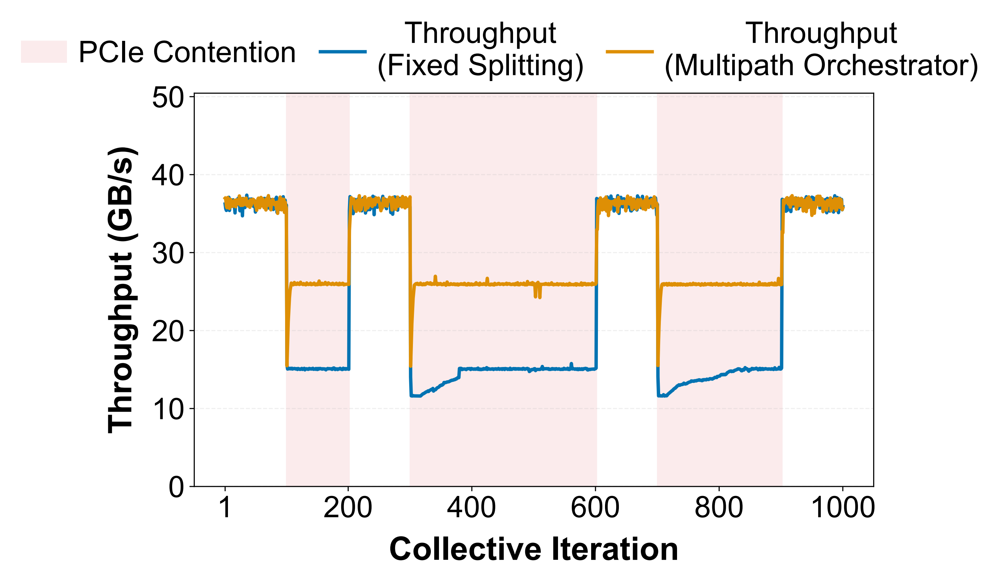 PCIe Contention
Throughput
(Fixed Splitting)
Throughput
(Multipath Orchestrator)
Throughput (GB/s)
50
40
30
20
10
0
1 200 400 600 800 1000
Collective Iteration